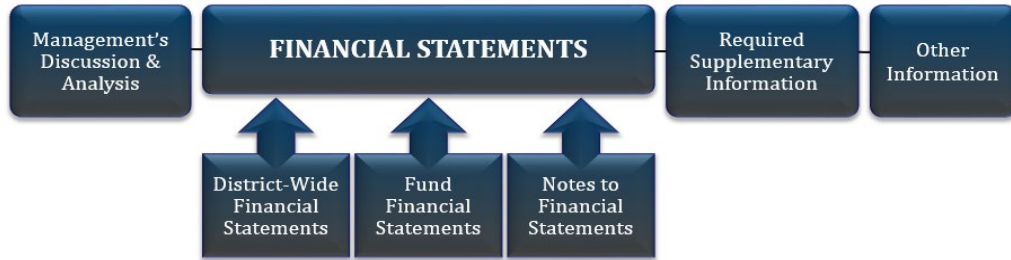 Management's
Discussion &
Analysis
FINANCIAL STATEMENTS
Required
Supplementary
Information
Other
Information
District-Wide
Financial
Statements
Fund
Financial
Statements
Notes to
Financial
Statements